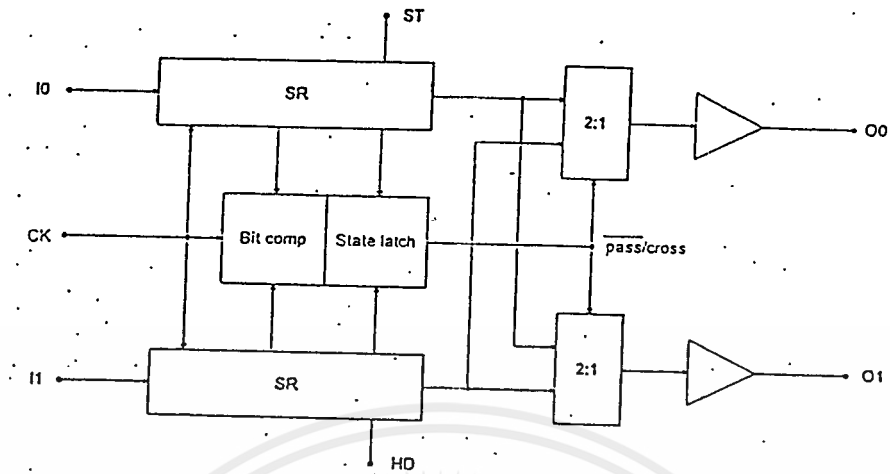 ST
I0
SR
2:1
O0
CK
Bit comp
State latch
pass/cross
I1
SR
2:1
O1
HD